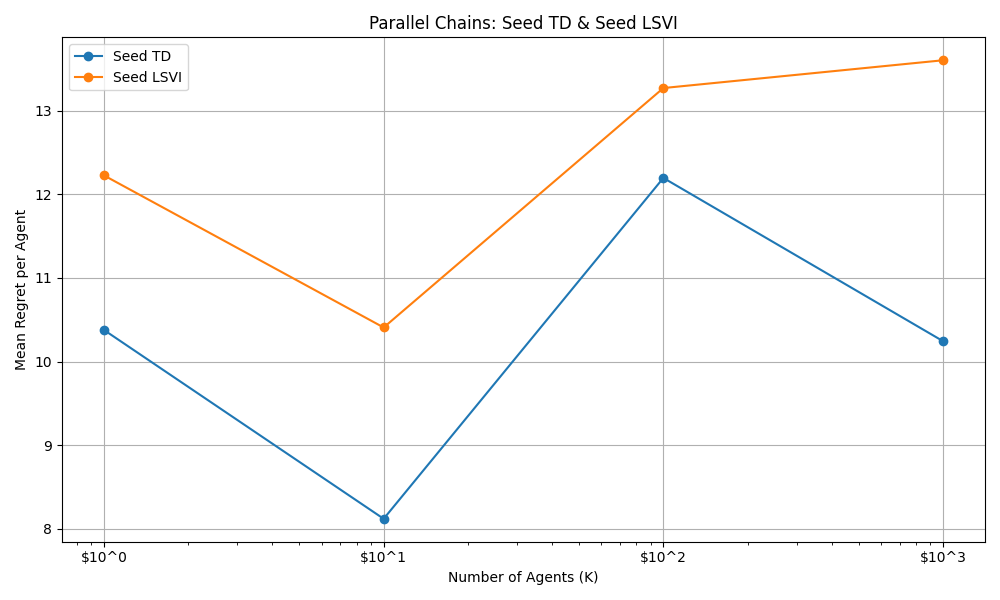 Parallel Chains: Seed TD & Seed LSVI
Seed TD
Seed LSVI
Mean Regret per Agent
13
12
11
10
9
8
$10^0
$10^1
$10^2
$10^3
Number of Agents (K)